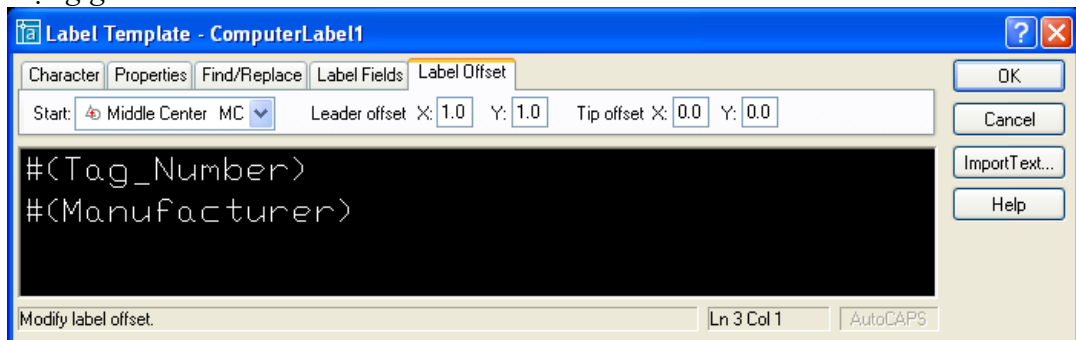 Label Template - ComputerLabel1
Character Properties Find/Replace Label Fields Label Offset
OK
Start: Middle Center MC Leader offset X: 1.0 Y: 1.0 Tip offset X: 0.0 Y: 0.0
Cancel
#(Tag_Number)
#(Manufacturer)
ImportText...
Help
Modify label offset. Ln 3 Col 1 AutoCAPS